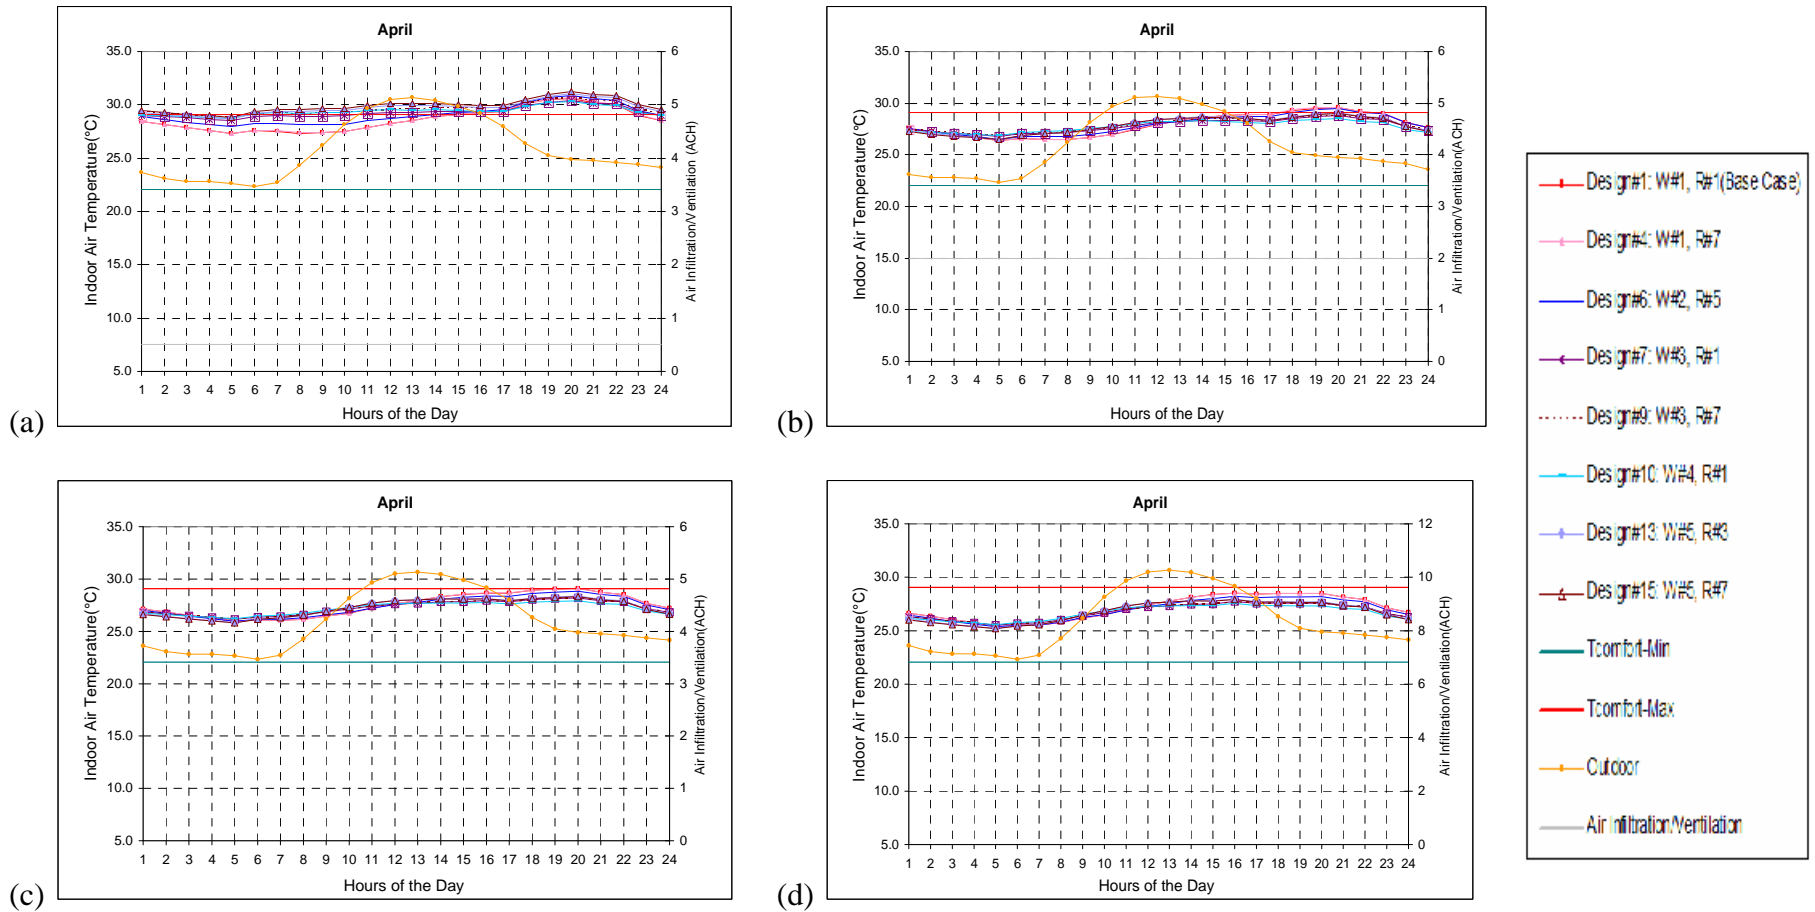 April
35.0 30.0 25.0 20.0 15.0 10.0 5.0
Indoor Air Temperature(°C)
6 5 4 3 2 1 0
Air Infiltration/Ventilation (ACH)
1 2 3 4 5 6 7 8 9 10 11 12 13 14 15 16 17 18 19 20 21 22 23 24
Hours of the Day
(a)
April
35.0 30.0 25.0 20.0 15.0 10.0 5.0
Indoor Air Temperature(°C)
6 5 4 3 2 1 0
Air Infiltration/Ventilation(ACH)
1 2 3 4 5 6 7 8 9 10 11 12 13 14 15 16 17 18 19 20 21 22 23 24
Hours of the Day
(b)
April
35.0 30.0 25.0 20.0 15.0 10.0 5.0
Indoor Air Temperature(°C)
6 5 4 3 2 1 0
Air Infiltration/Ventilation(ACH)
1 2 3 4 5 6 7 8 9 10 11 12 13 14 15 16 17 18 19 20 21 22 23 24
Hours of the Day
(c)
April
35.0 30.0 25.0 20.0 15.0 10.0 5.0
Indoor Air Temperature(°C)
12 10 8 6 4 2 0
Air Infiltration/Ventilation(ACH)
1 2 3 4 5 6 7 8 9 10 11 12 13 14 15 16 17 18 19 20 21 22 23 24
Hours of the Day
(d)
Design#1: W#1, R#1(Base Case)
Design#4: W#1, R#7
Design#6: W#2, R#5
Design#7: W#3, R#1
Design#9: W#3, R#7
Design#10: W#4, R#1
Design#13: W#5, R#3
Design#15: W#5, R#7
Tcomfort-Min
Tcomfort-Max
Outdoor
Air Infiltration/Ventilation